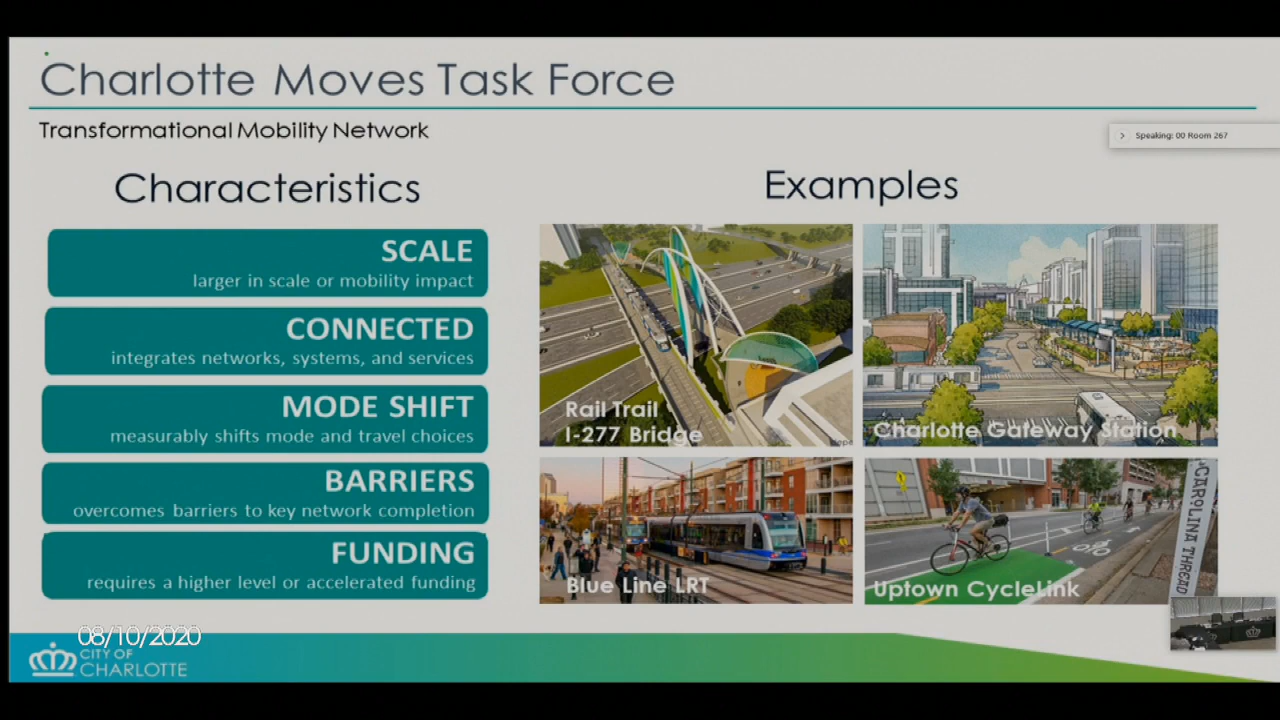 Charlotte Moves Task Force
Transformational Mobility Network
Speaking: 00 Room 267
Characteristics
SCALE
larger in scale or mobility impact
CONNECTED
integrates networks, systems, and services
MODE SHIFT
measurably shifts mode and travel choices
BARRIERS
overcomes barriers to key network completion
FUNDING
requires a higher level or accelerated funding
Examples
Rail Trail
I-277 Bridge
Charlotte Gateway Station
Blue Line LRT
Uptown CycleLink
CAROLINA THREAD
08/10/2020
CITY OF
CHARLOTTE